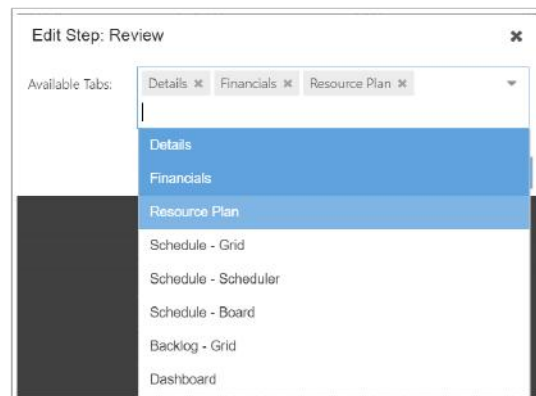 Edit Step: Review
Available Tabs: Details Financials Resource Plan
Details
Financials
Resource Plan
Schedule - Grid
Schedule - Scheduler
Schedule - Board
Backlog - Grid
Dashboard